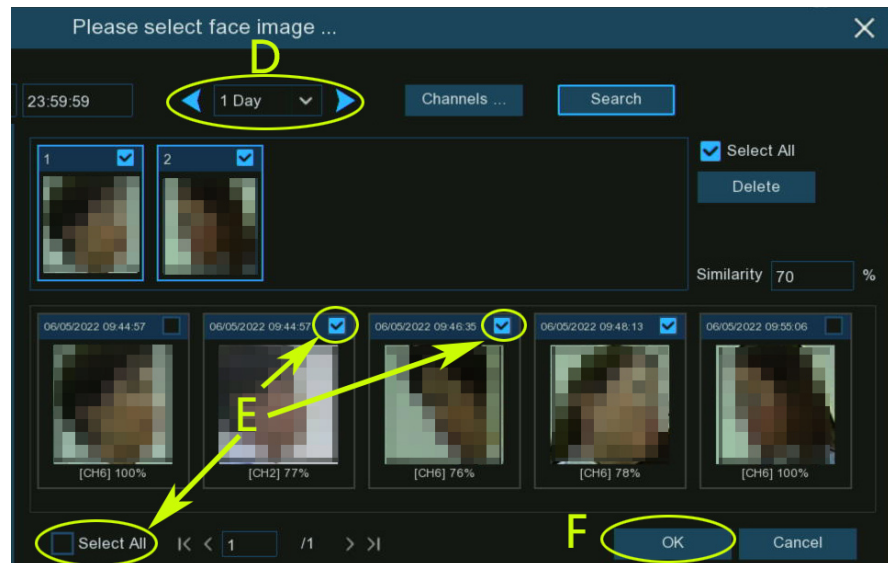 Please select face image ...
D
23:59:59
1 Day
Channels ...
Search
1
2
Select All
Delete
Similarity 70 %
06/05/2022 09:44:57
06/05/2022 09:44:57
06/05/2022 09:46:35
06/05/2022 09:48:13
06/05/2022 09:55:06
E
[CH6] 100%
[CH2] 77%
[CH6] 76%
[CH6] 78%
[CH6] 100%
Select All
1 /1
F
OK
Cancel